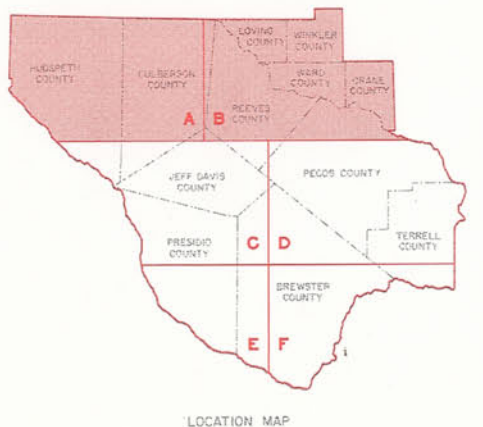 LOVING
COUNTY
WINKLER
COUNTY
HUDSPETH
COUNTY
CULBERSON
COUNTY
WARD
COUNTY
CRANE
COUNTY
REEVES
COUNTY
A B
JEFF DAVIS
COUNTY
PECOS COUNTY
PRESIDIO
COUNTY
C D
TERRELL
COUNTY
BREWSTER
COUNTY
E F
LOCATION MAP